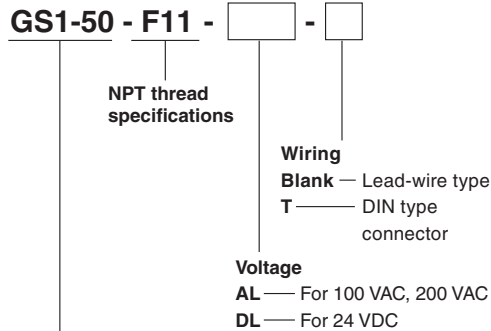 GS1-50 - F11 - -
NPT thread
specifications
Wiring
Blank — Lead-wire type
T — DIN type
connector
Voltage
AL — For 100 VAC, 200 VAC
DL — For 24 VDC